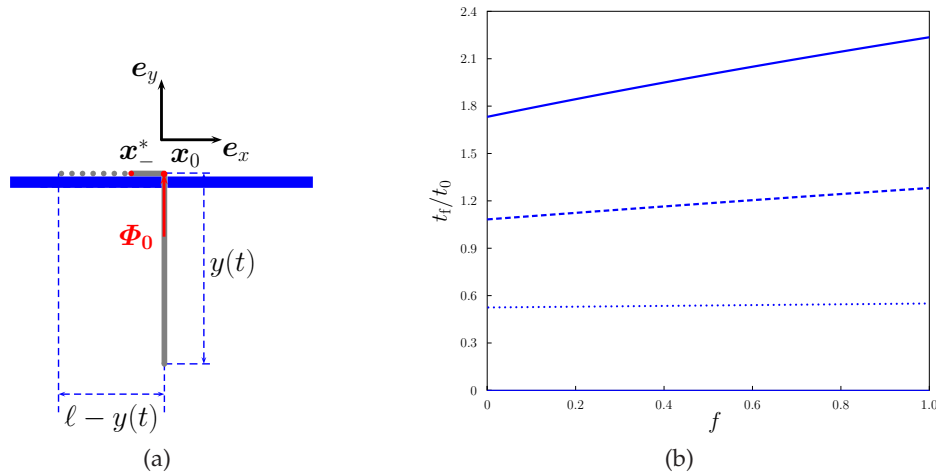 e_y
x*_-
x_0
e_x
Φ_0
y(t)
ℓ − y(t)
(a)
2.4
2.1
1.8
1.5
1.2
0.9
0.6
0.3
0
t_f/t_0
0
0.2
0.4
0.6
0.8
1.0
f
(b)